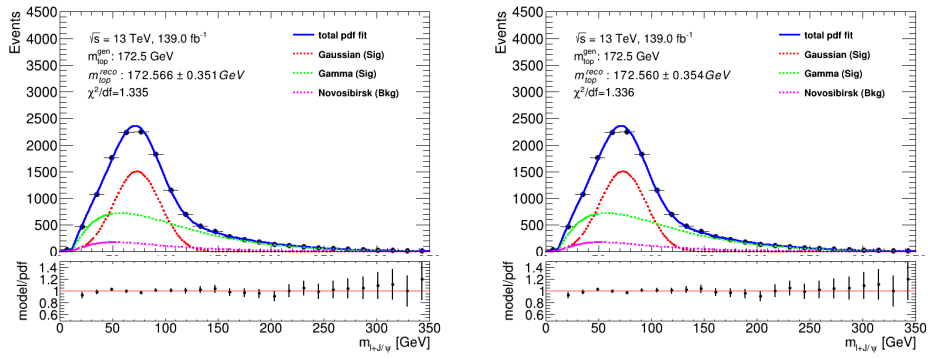 Events
4500
4000
3500
3000
2500
2000
1500
1000
500
0
√s = 13 TeV, 139.0 fb⁻¹
m_top^gen : 172.5 GeV
m_top^reco : 172.566 ± 0.351 GeV
χ²/df=1.335
total pdf fit
Gaussian (Sig)
Gamma (Sig)
Novosibirsk (Bkg)
model/pdf
1.4
1.2
1
0.8
0.6
0 50 100 150 200 250 300 350
m_l+J/ψ [GeV]
Events
4500
4000
3500
3000
2500
2000
1500
1000
500
0
√s = 13 TeV, 139.0 fb⁻¹
m_top^gen : 172.5 GeV
m_top^reco : 172.560 ± 0.354 GeV
χ²/df=1.336
total pdf fit
Gaussian (Sig)
Gamma (Sig)
Novosibirsk (Bkg)
model/pdf
1.4
1.2
1
0.8
0.6
0 50 100 150 200 250 300 350
m_l+J/ψ [GeV]